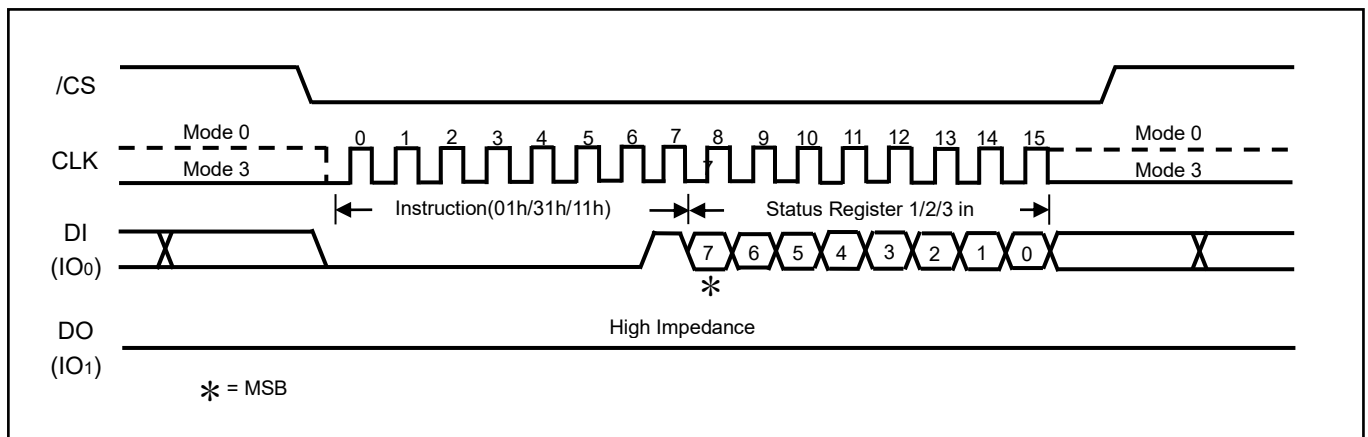 /CS
Mode 0
Mode 3
CLK
0 1 2 3 4 5 6 7 8 9 10 11 12 13 14 15
7
Mode 0
Mode 3
Instruction(01h/31h/11h)
Status Register 1/2/3 in
DI
(IO0)
7 6 5 4 3 2 1 0
*
DO
(IO1)
High Impedance
* = MSB